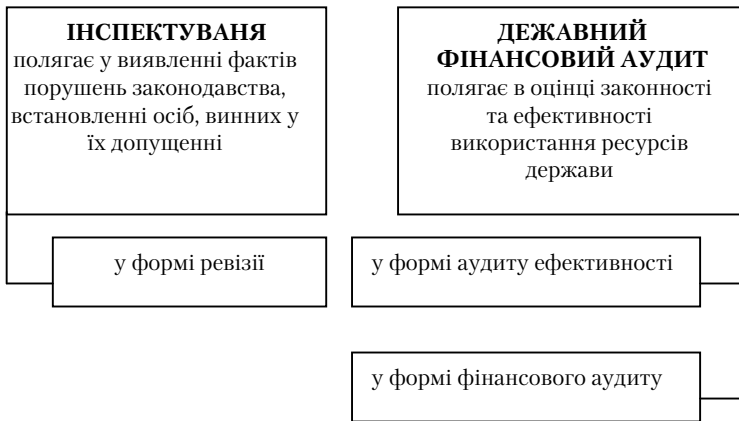 ІНСПЕКТУВАНЯ
полягає у виявленні фактів
порушень законодавства,
встановленні осіб, винних у
їх допущенні
ДЕЖАВНИЙ
ФІНАНСОВИЙ АУДИТ
полягає в оцінці законності
та ефективності
використання ресурсів
держави
у формі ревізії
у формі аудиту ефективності
у формі фінансового аудиту